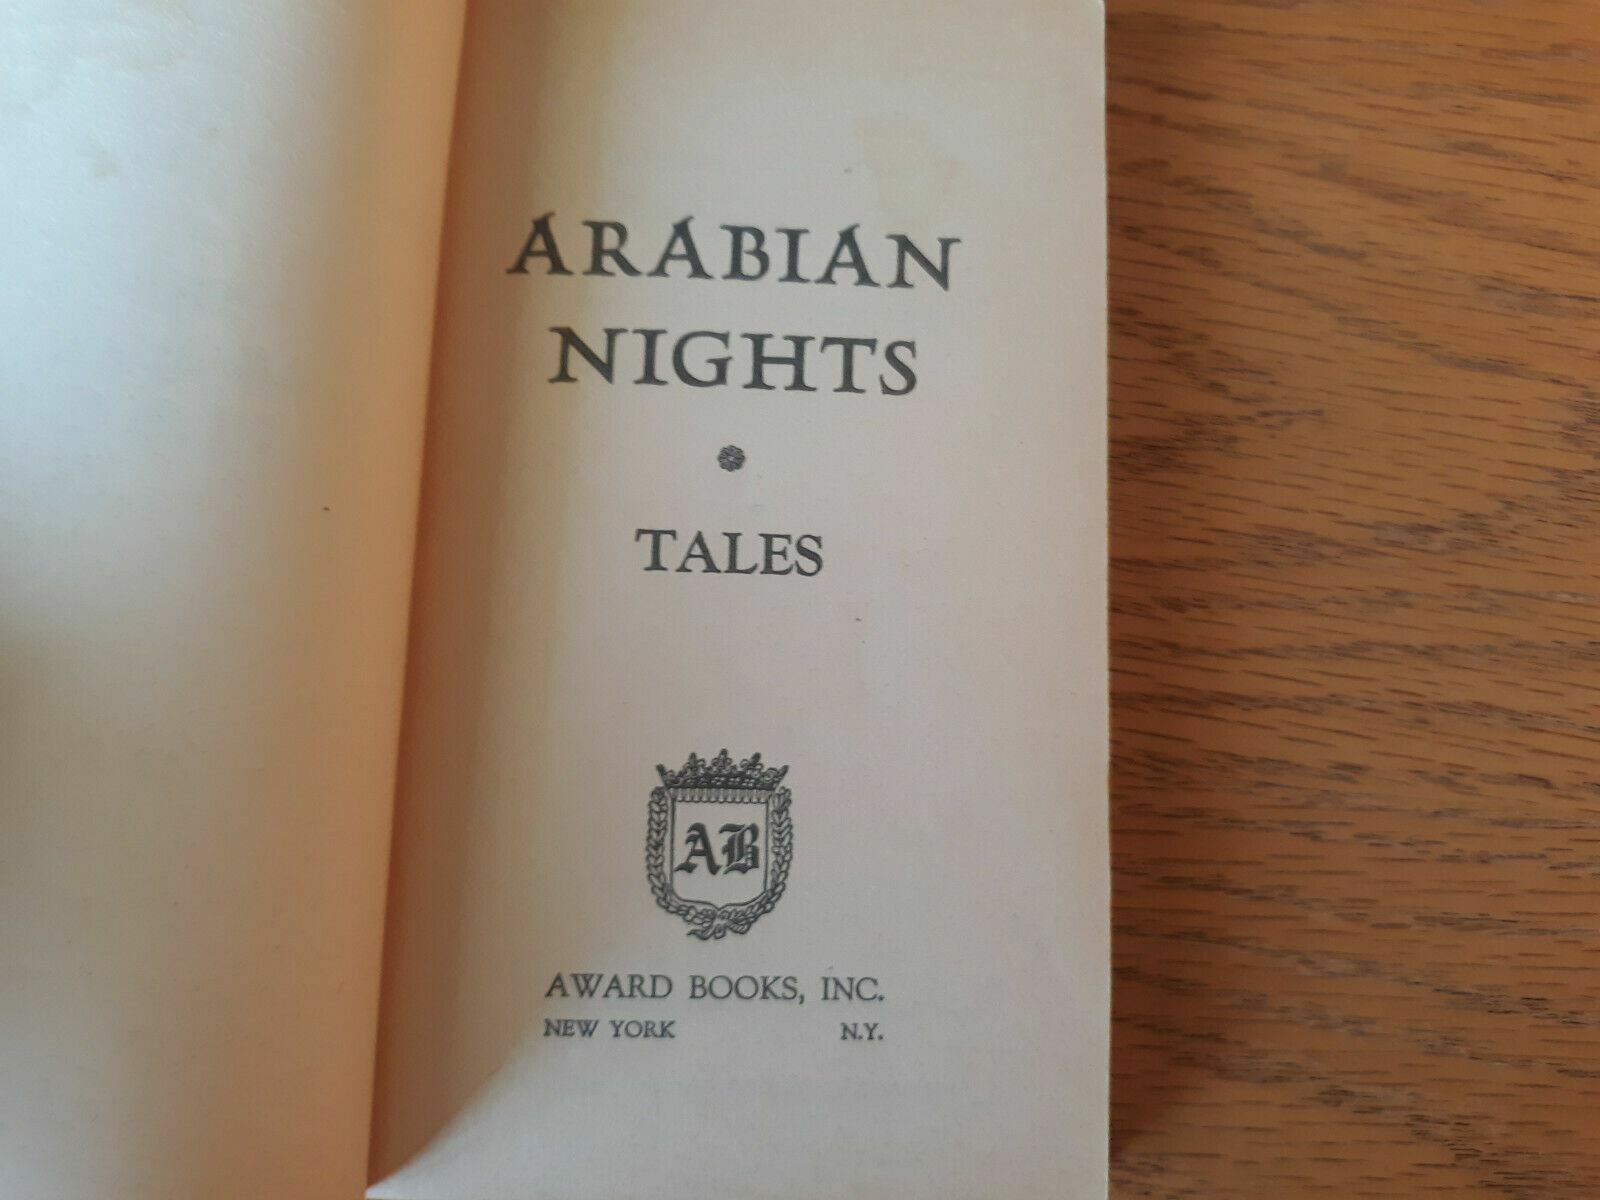 ARABIAN
NIGHTS
TALES
AB
AWARD BOOKS, INC.
NEW YORK N.Y.